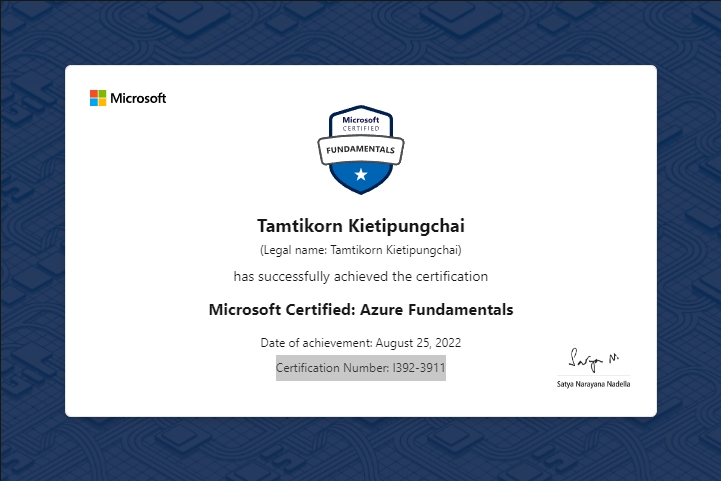 Microsoft
Microsoft
CERTIFIED
FUNDAMENTALS
Tamtikorn Kietipungchai
(Legal name: Tamtikorn Kietipungchai)
has successfully achieved the certification
Microsoft Certified: Azure Fundamentals
Date of achievement: August 25, 2022
Certification Number: I392-3911
Satya N.
Satya Narayana Nadella